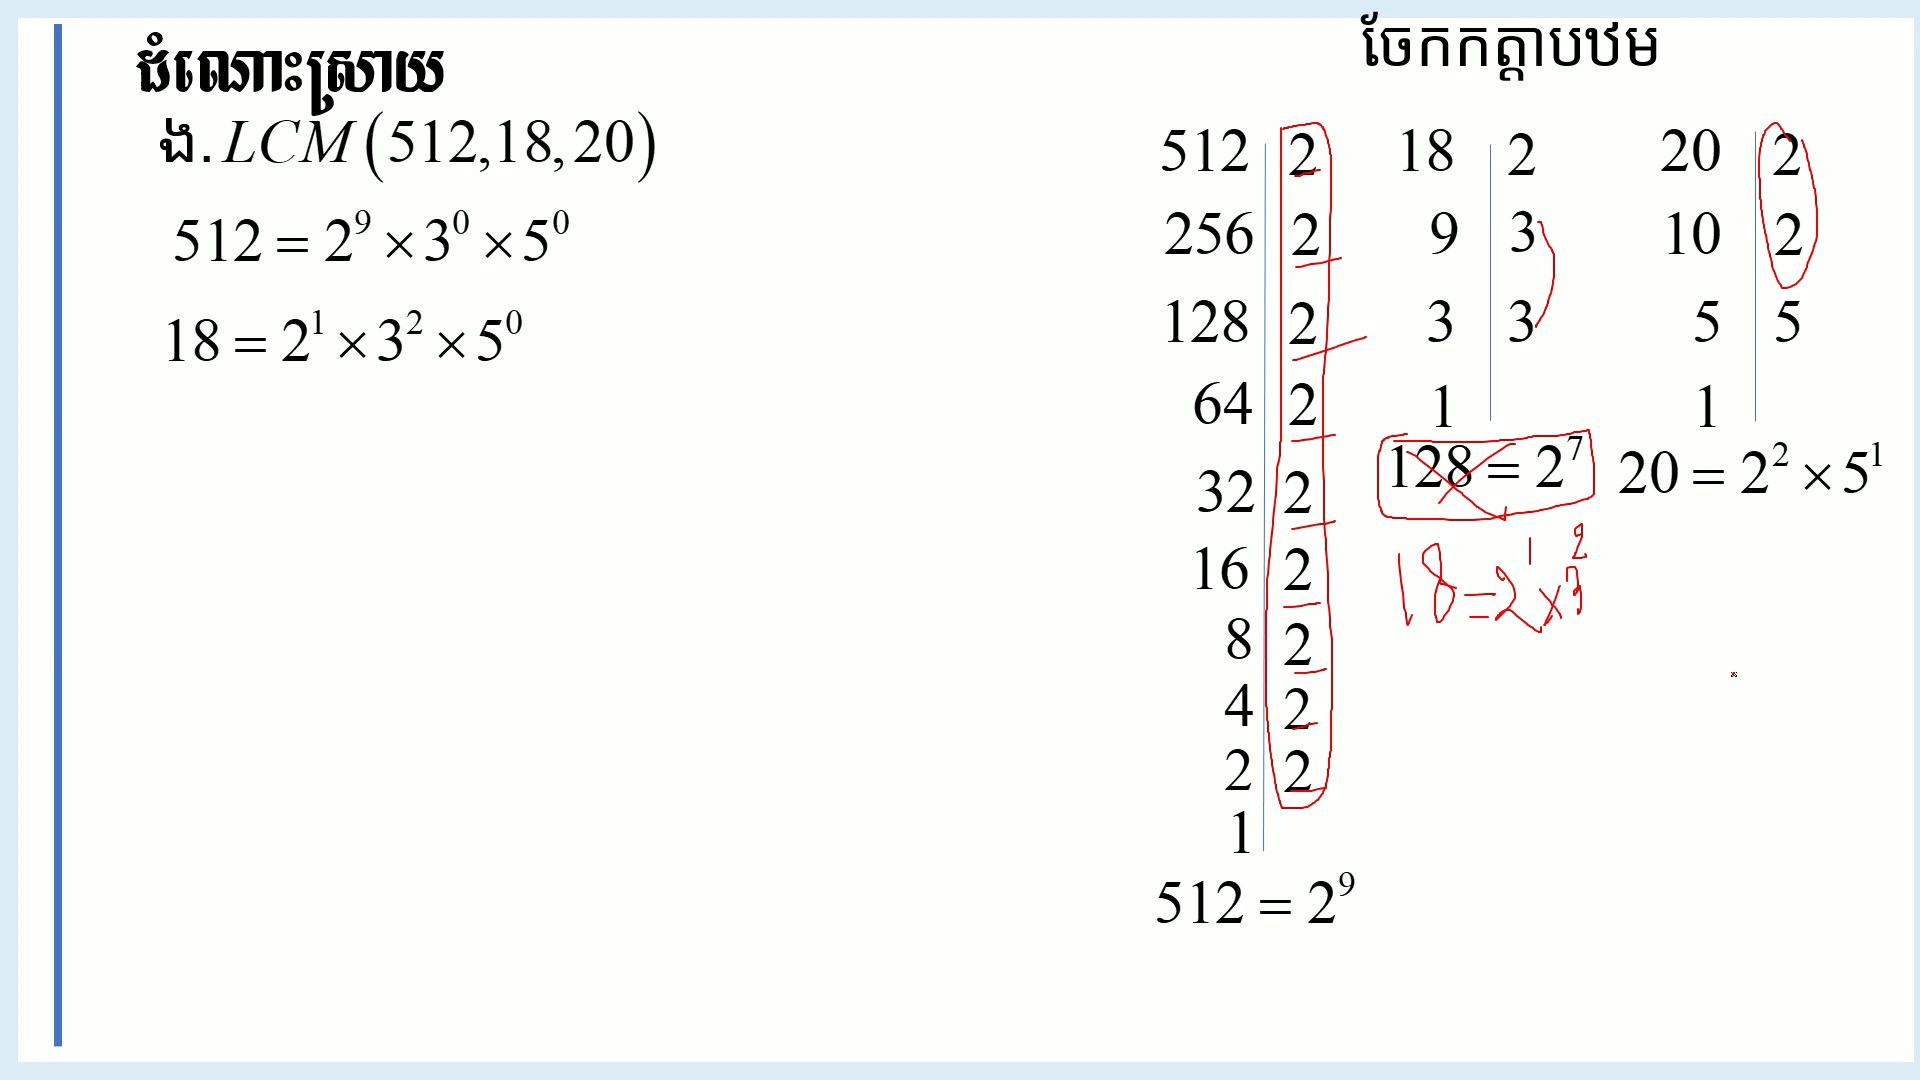 ដំណោះស្រាយ
ង. LCM(512,18,20)
512 = 2⁹ × 3⁰ × 5⁰
18 = 2¹ × 3² × 5⁰
ចែកកត្តាបឋម
512 | 2
256 | 2
128 | 2
64 | 2
32 | 2
16 | 2
8 | 2
4 | 2
2 | 2
1
512 = 2⁹
18 | 2
9 | 3
3 | 3
1
128 = 2⁷
18 = 2¹ × 3²
20 | 2
10 | 2
5 | 5
1
20 = 2² × 5¹